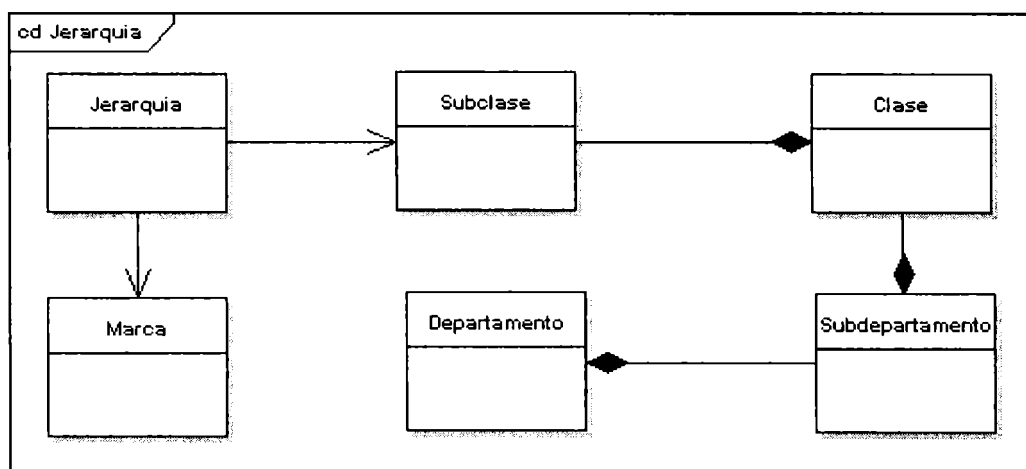 cd Jerarquia
Jerarquia
Subclase
Clase
Marca
Departamento
Subdepartamento